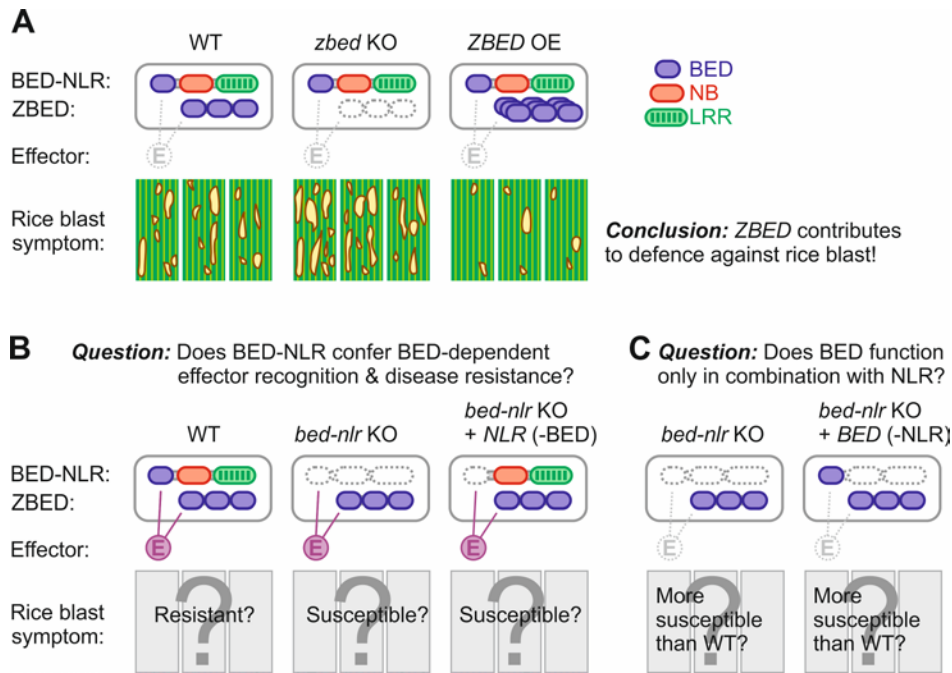 A
WT
zbed KO
ZBED OE
BED-NLR:
ZBED:
BED
NB
LRR
Effector:
E
Rice blast
symptom:
Conclusion: ZBED contributes
to defence against rice blast!
B
Question: Does BED-NLR confer BED-dependent
effector recognition & disease resistance?
WT
bed-nlr KO
bed-nlr KO
+ NLR (-BED)
BED-NLR:
ZBED:
Effector:
E
E
E
Rice blast
symptom:
?
Resistant?
?
Susceptible?
?
Susceptible?
C
Question: Does BED function
only in combination with NLR?
bed-nlr KO
bed-nlr KO
+ BED (-NLR)
E
E
?
More
susceptible
than WT?
?
More
susceptible
than WT?